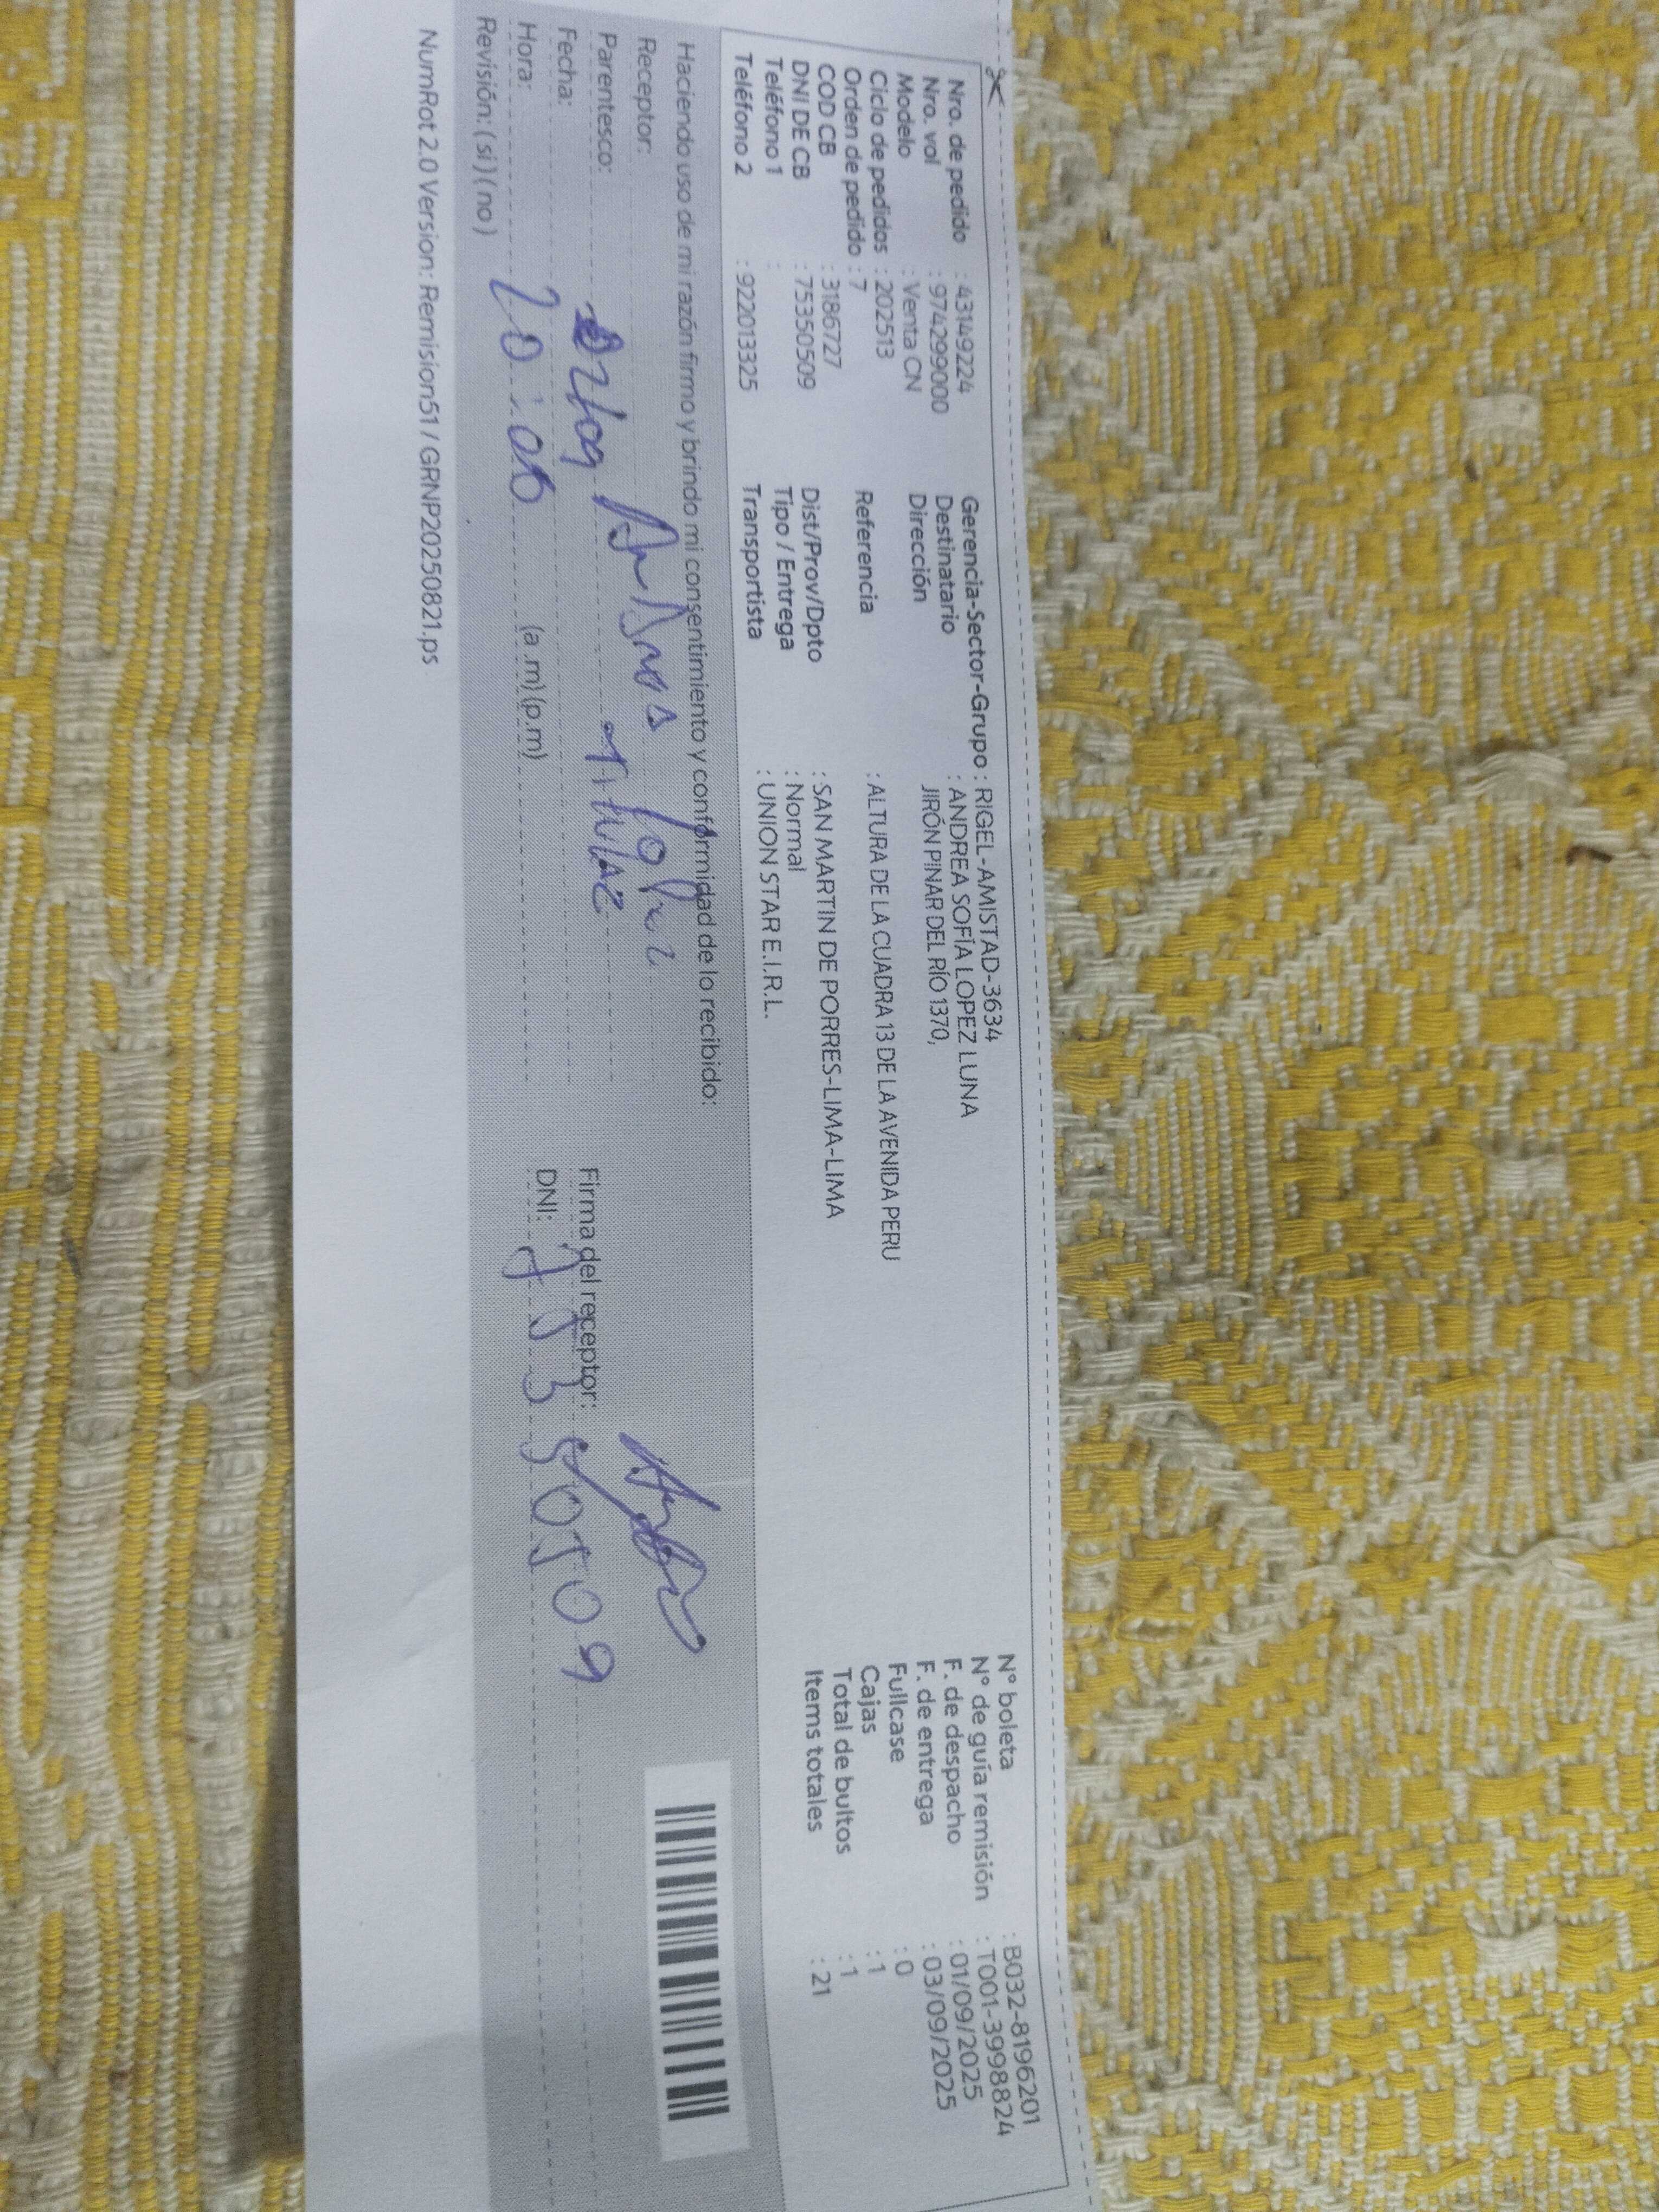 Nro. de pedido : 43149224
Nro. vol : 974299000
Modelo : Venta CN
Ciclo de pedidos : 202513
Orden de pedido : 7
COD CB : 3186727
DNI DE CB : 75350509
Teléfono 1 :
Teléfono 2 : 922013325
Gerencia-Sector-Grupo : RIGEL-AMISTAD-3634
Destinatario : ANDREA SOFÍA LOPEZ LUNA
Dirección JIRÓN PINAR DEL RÍO 1370,
Referencia : ALTURA DE LA CUADRA 13 DE LA AVENIDA PERU
Dist/Prov/Dpto : SAN MARTIN DE PORRES-LIMA-LIMA
Tipo / Entrega : Normal
Transportista : UNION STAR E.I.R.L.
N° boleta : B032-8196201
N° de guía remisión : T001-3998824
F. de despacho : 01/09/2025
F. de entrega : 03/09/2025
Fullcase : 0
Cajas : 1
Total de bultos : 1
Items totales : 21
Haciendo uso de mi razón firmo y brindo mi consentimiento y conformidad de lo recibido:
Receptor: Andrea Lopez
Parentesco: titular
Fecha: 02/09
Hora: (a.m) (p.m)
Revisión: ( si ) ( no )
Firma del receptor:
DNI: 75350509
NumRot 2.0 Version: Remision51 / GRNP20250821.ps